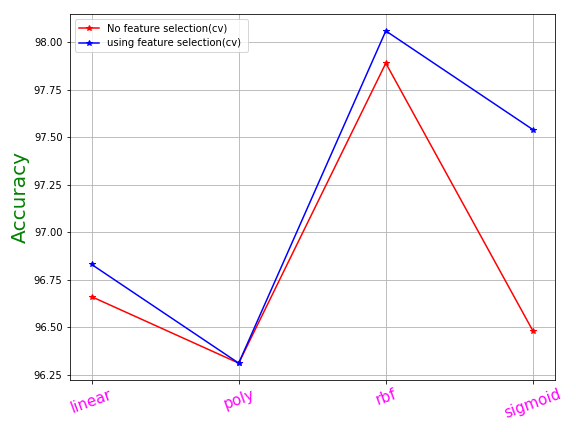 No feature selection(cv)
using feature selection(cv)
Accuracy
98.00
97.75
97.50
97.25
97.00
96.75
96.50
96.25
linear
poly
rbf
sigmoid